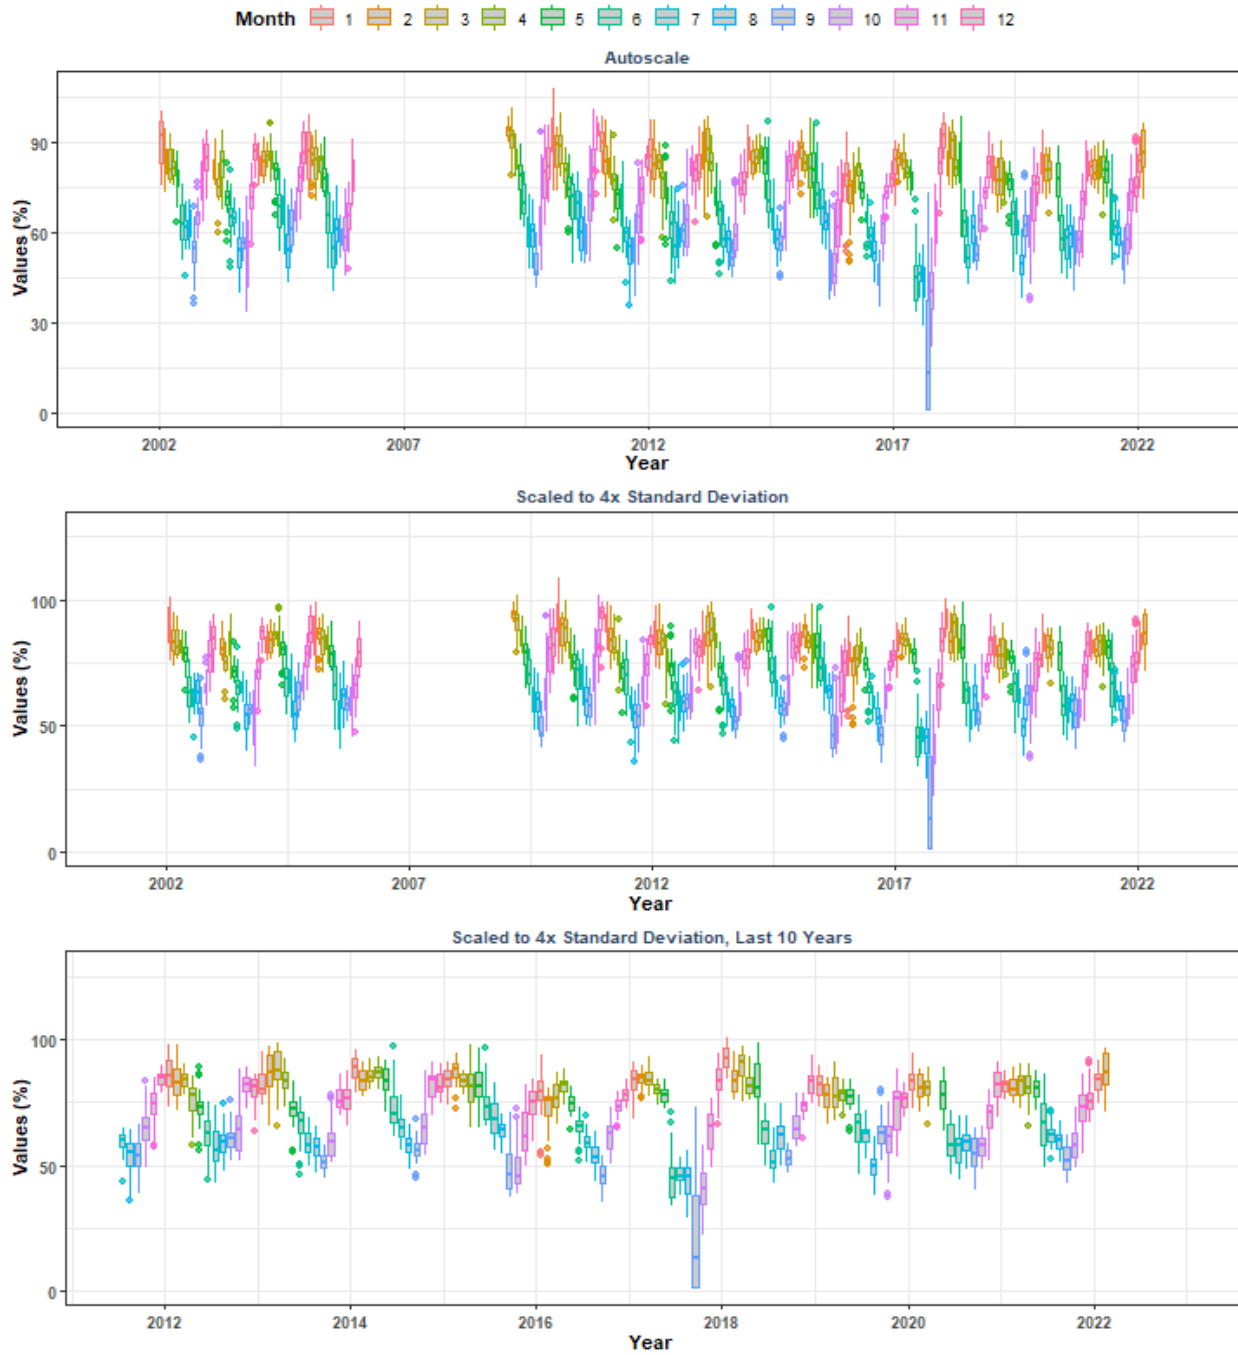 Month 1 2 3 4 5 6 7 8 9 10 11 12
Autoscale
Values (%)
90
60
30
0
2002 2007 2012 2017 2022
Year
Scaled to 4x Standard Deviation
Values (%)
100
50
0
2002 2007 2012 2017 2022
Year
Scaled to 4x Standard Deviation, Last 10 Years
Values (%)
100
50
0
2012 2014 2016 2018 2020 2022
Year